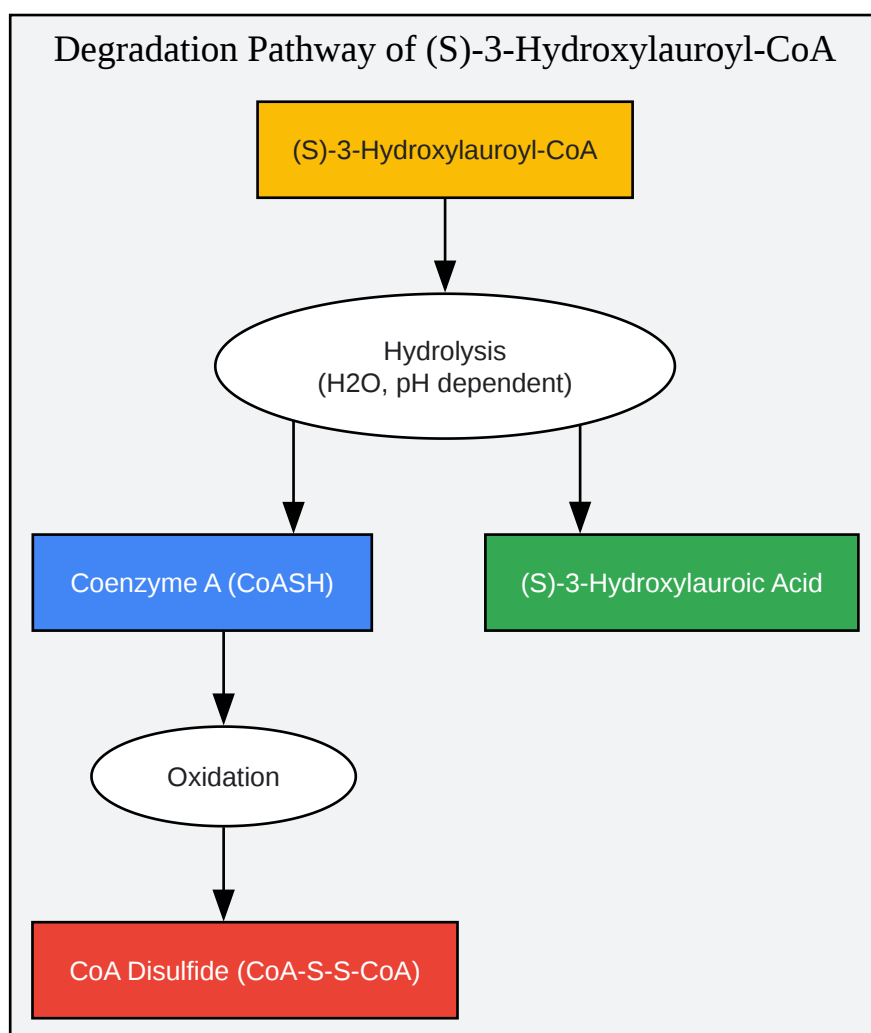 Degradation Pathway of (S)-3-Hydroxylauroyl-CoA
(S)-3-Hydroxylauroyl-CoA
Hydrolysis
(H2O, pH dependent)
Coenzyme A (CoASH)
(S)-3-Hydroxylauroic Acid
Oxidation
CoA Disulfide (CoA-S-S-CoA)